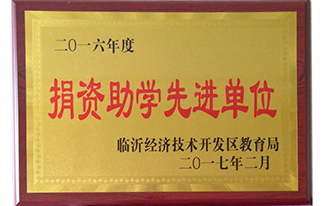 二〇一六年度
捐资助学先进单位
临沂经济技术开发区教育局
二〇一七年二月